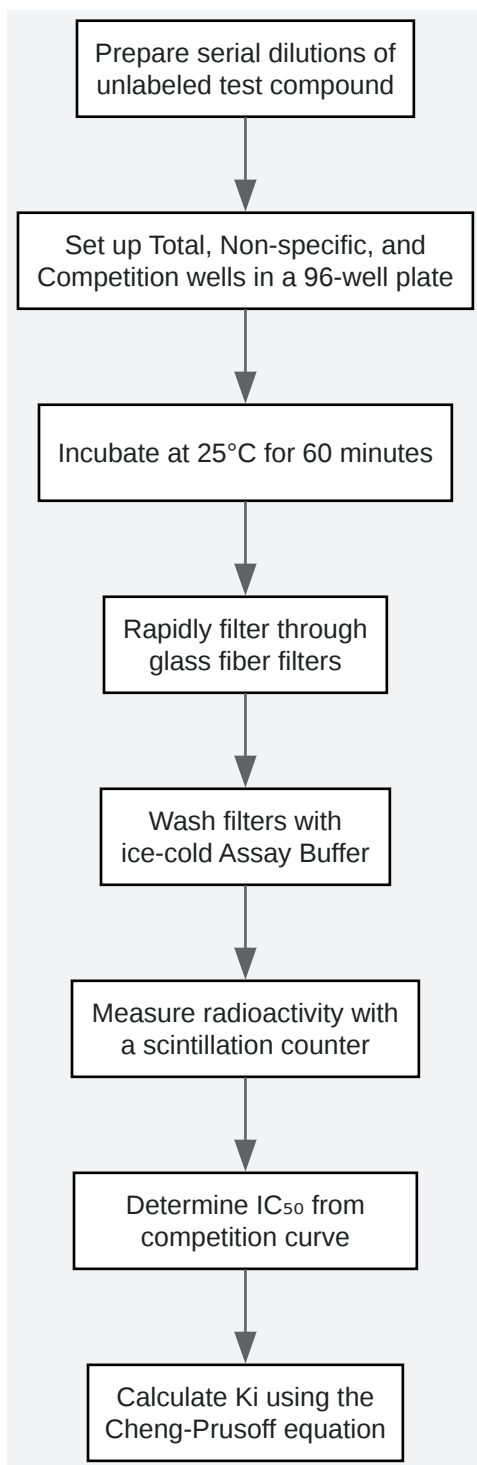 Prepare serial dilutions of
unlabeled test compound
Set up Total, Non-specific, and
Competition wells in a 96-well plate
Incubate at 25°C for 60 minutes
Rapidly filter through
glass fiber filters
Wash filters with
ice-cold Assay Buffer
Measure radioactivity with
a scintillation counter
Determine IC₅₀ from
competition curve
Calculate Ki using the
Cheng-Prusoff equation